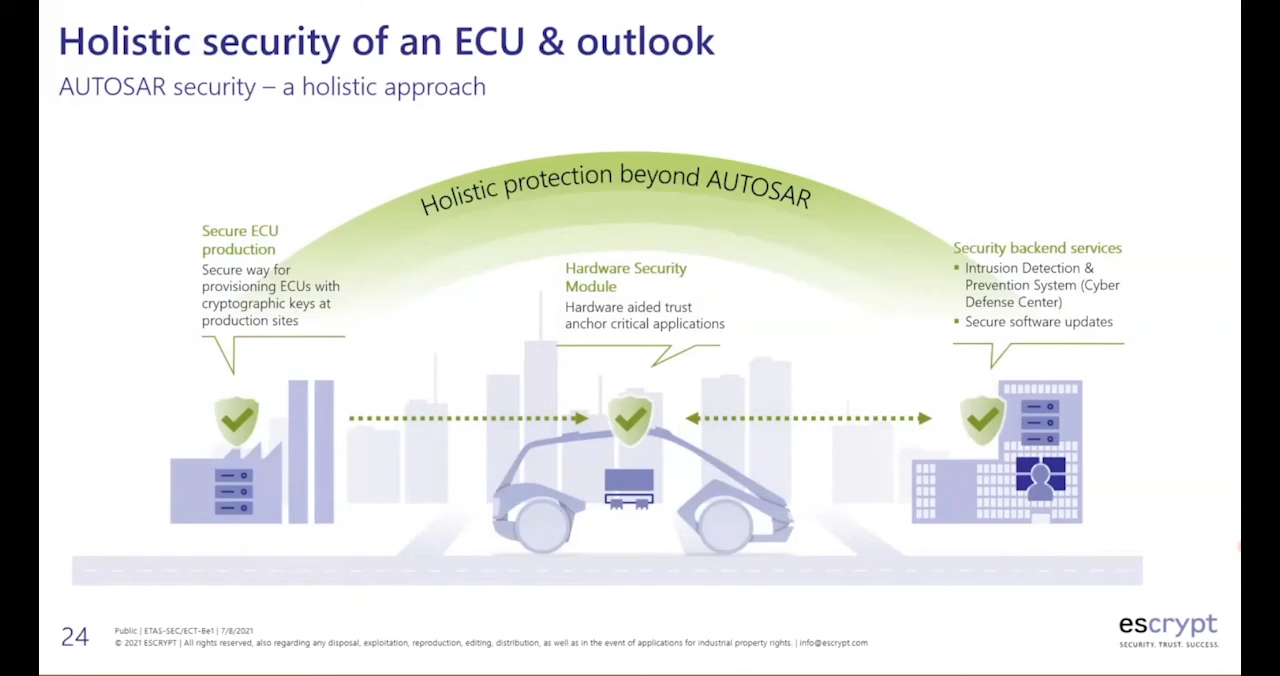 Holistic security of an ECU & outlook
AUTOSAR security – a holistic approach
Holistic protection beyond AUTOSAR
Secure ECU
production
Secure way for
provisioning ECUs with
cryptographic keys at
production sites
Hardware Security
Module
Hardware aided trust
anchor critical applications
Security backend services
▪ Intrusion Detection &
Prevention System (Cyber
Defense Center)
▪ Secure software updates
24
Public | ETAS-SEC/ECT-Be1 | 7/8/2021
© 2021 ESCRYPT | All rights reserved, also regarding any disposal, exploitation, reproduction, editing, distribution, as well as in the event of applications for industrial property rights. | info@escrypt.com
escrypt
SECURITY. TRUST. SUCCESS.